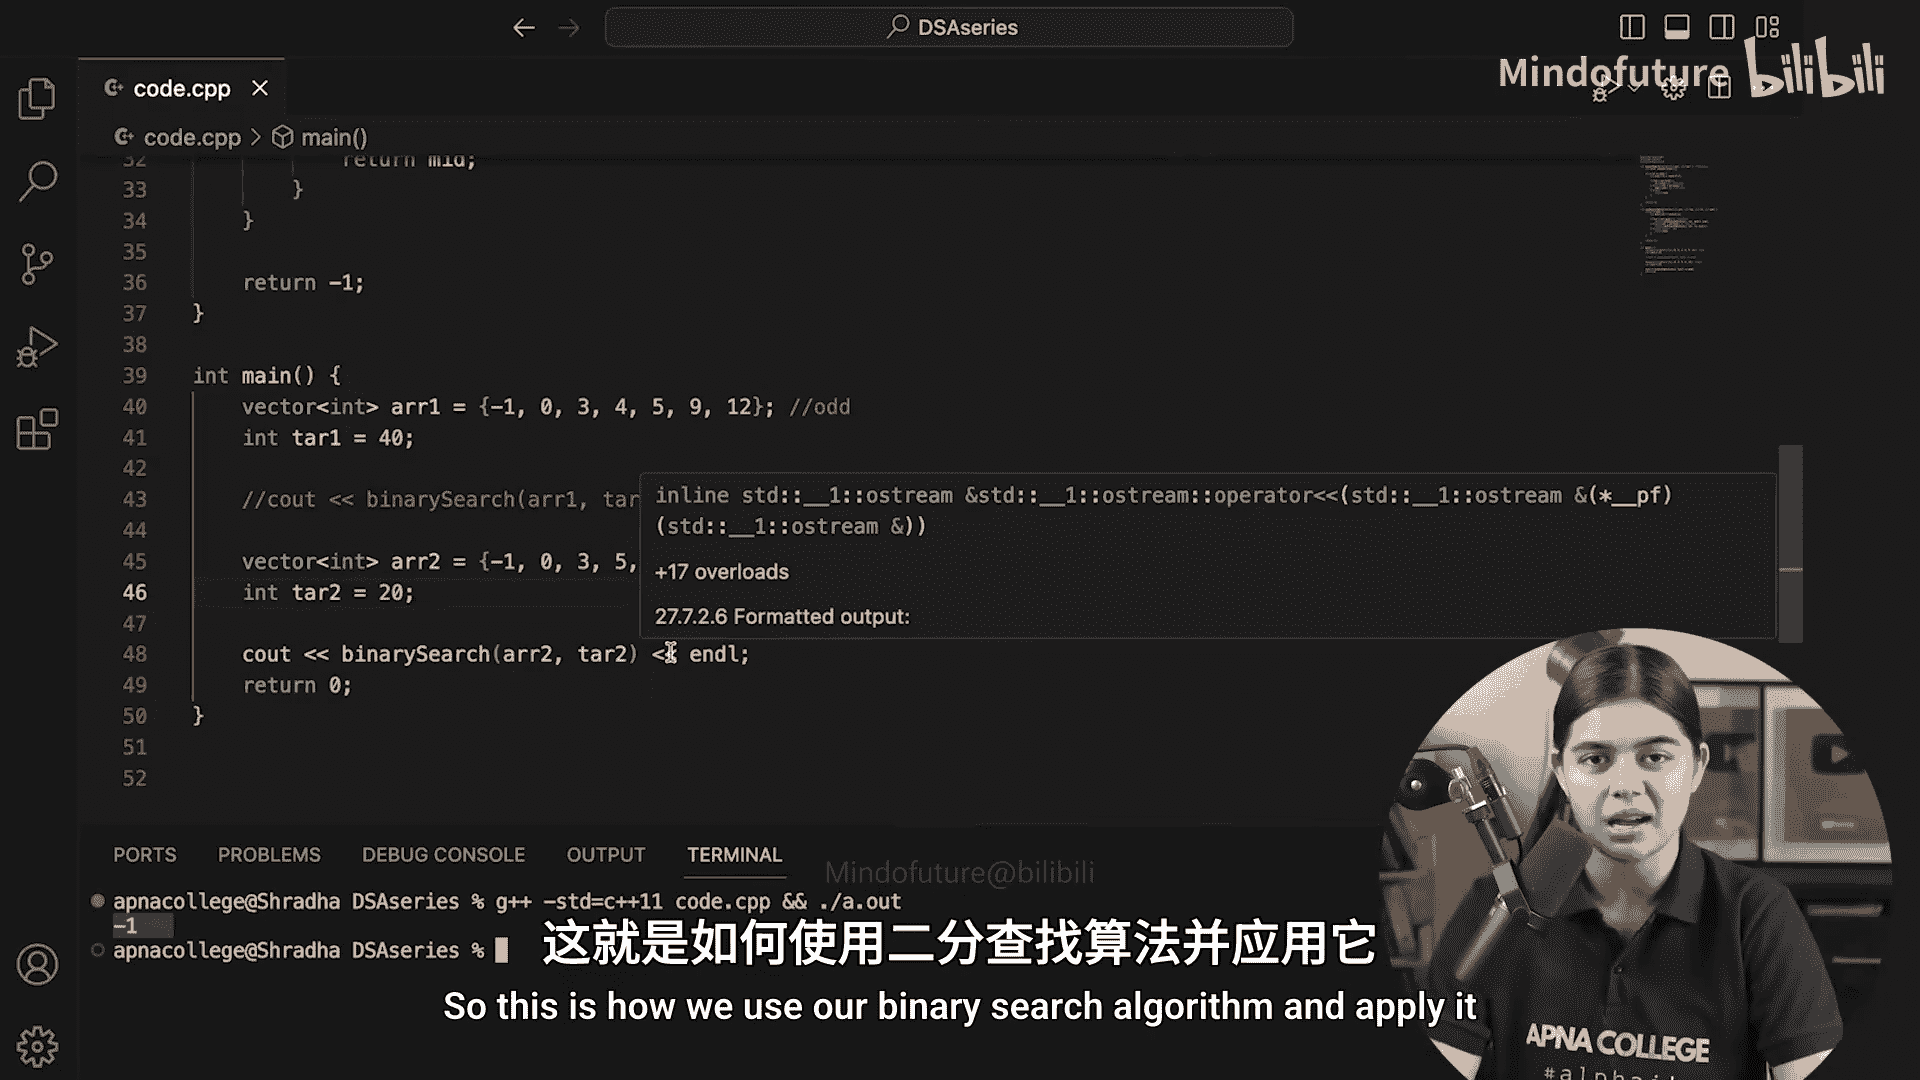 DSAseries
Mindofuture bilibili
code.cpp
code.cpp > main()
32 return mid;
33 }
34 }
35
36 return -1;
37 }
38
39 int main() {
40 vector<int> arr1 = {-1, 0, 3, 4, 5, 9, 12}; //odd
41 int tar1 = 40;
42
43 //cout << binarySearch(arr1, tar
44
45 vector<int> arr2 = {-1, 0, 3, 5,
46 int tar2 = 20;
47
48 cout << binarySearch(arr2, tar2) << endl;
49 return 0;
50 }
51
52
inline std::__1::ostream &std::__1::ostream::operator<<(std::__1::ostream &(*__pf)
(std::__1::ostream &))
+17 overloads
27.7.2.6 Formatted output:
PORTS PROBLEMS DEBUG CONSOLE OUTPUT TERMINAL
Mindofuture@bilibili
apnacollege@Shradha DSAseries % g++ -std=c++11 code.cpp && ./a.out
-1
apnacollege@Shradha DSAseries %
这就是如何使用二分查找算法并应用它
So this is how we use our binary search algorithm and apply it
APNA COLLEGE